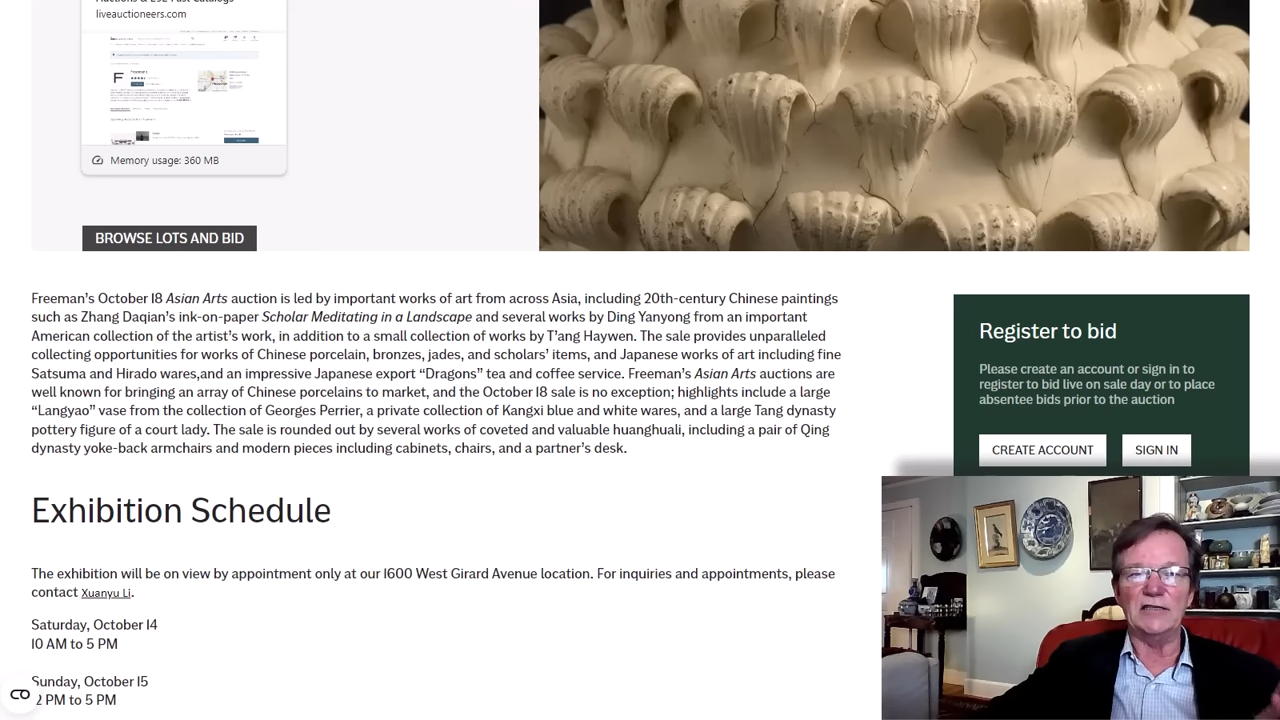 Auctions & 292 Past Catalogs
liveauctioneers.com
Memory usage: 360 MB
BROWSE LOTS AND BID
Freeman's October 18 Asian Arts auction is led by important works of art from across Asia, including 20th-century Chinese paintings
such as Zhang Daqian's ink-on-paper Scholar Meditating in a Landscape and several works by Ding Yanyong from an important
American collection of the artist's work, in addition to a small collection of works by T'ang Haywen. The sale provides unparalleled
collecting opportunities for works of Chinese porcelain, bronzes, jades, and scholars' items, and Japanese works of art including fine
Satsuma and Hirado wares,and an impressive Japanese export "Dragons" tea and coffee service. Freeman's Asian Arts auctions are
well known for bringing an array of Chinese porcelains to market, and the October 18 sale is no exception; highlights include a large
"Langyao" vase from the collection of Georges Perrier, a private collection of Kangxi blue and white wares, and a large Tang dynasty
pottery figure of a court lady. The sale is rounded out by several works of coveted and valuable huanghuali, including a pair of Qing
dynasty yoke-back armchairs and modern pieces including cabinets, chairs, and a partner's desk.
Register to bid
Please create an account or sign in to
register to bid live on sale day or to place
absentee bids prior to the auction
CREATE ACCOUNT SIGN IN
Exhibition Schedule
The exhibition will be on view by appointment only at our 1600 West Girard Avenue location. For inquiries and appointments, please
contact Xuanyu Li.
Saturday, October 14
10 AM to 5 PM
Sunday, October 15
2 PM to 5 PM